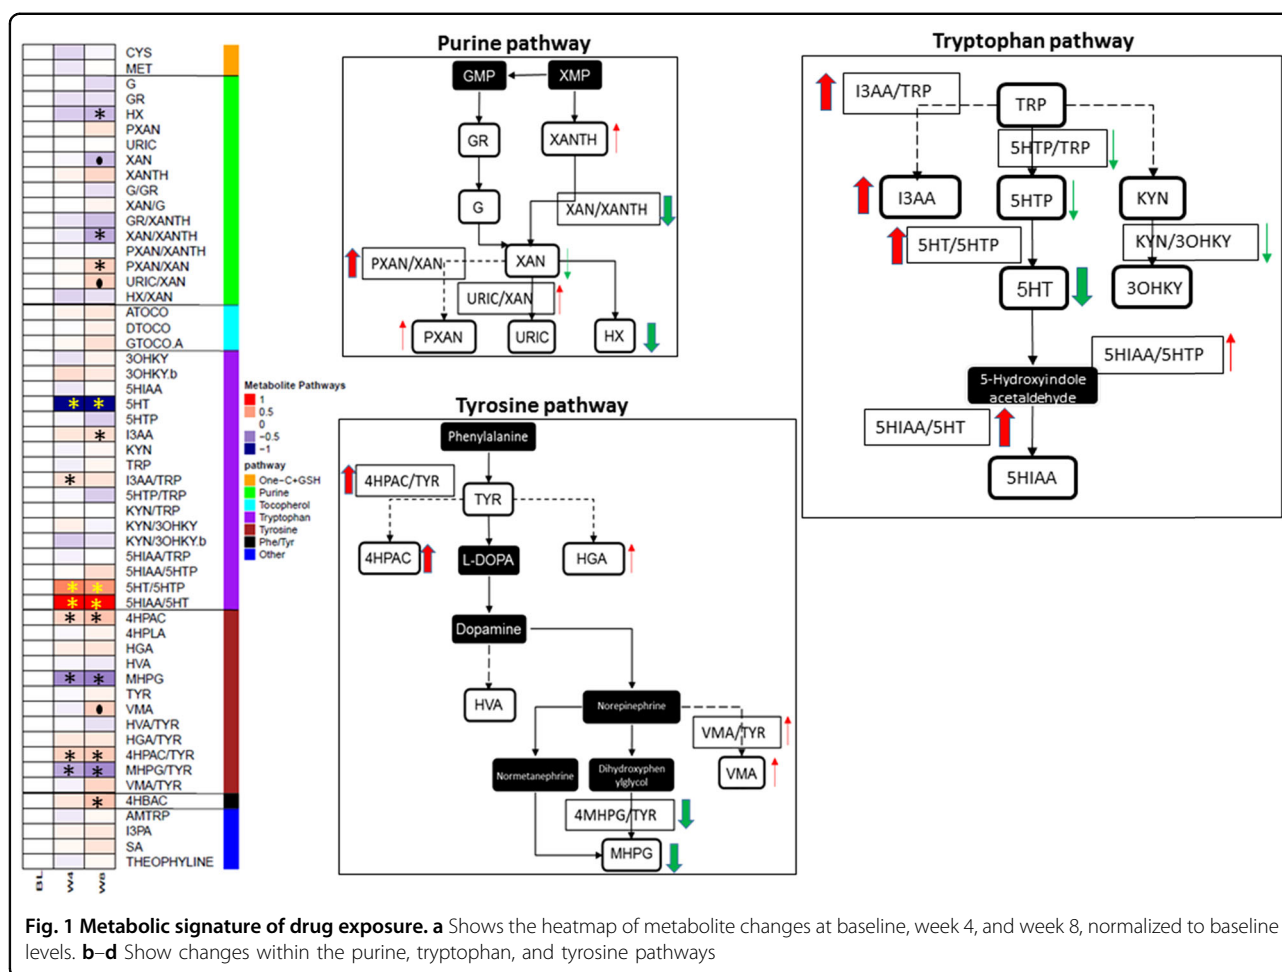 CYS
MET
G
GR
HX
PXAN
URIC
XAN
XANTH
G/GR
XAN/G
GR/XANTH
XAN/XANTH
PXAN/XANTH
PXAN/XAN
URIC/XAN
HX/XAN
ATOCO
DTOCO
GTOCO.A
3OHKY
3OHKY.b
5HIAA
5HT
5HTP
I3AA
KYN
TRP
I3AA/TRP
5HTP/TRP
KYN/TRP
KYN/3OHKY
KYN/3OHKY.b
5HIAA/TRP
5HIAA/5HTP
5HT/5HTP
5HIAA/5HT
4HPAC
4HPLA
HGA
HVA
MHPG
TYR
VMA
HVA/TYR
HGA/TYR
4HPAC/TYR
MHPG/TYR
VMA/TYR
4HBAC
AMTRP
I3PA
SA
THEOPHYLINE
BL
W4
W8
Metabolite Pathways
1
0.5
0
-0.5
-1
pathway
One-C+GSH
Purine
Tocopherol
Tryptophan
Tyrosine
Phe/Tyr
Other
Purine pathway
GMP
XMP
GR
XANTH
G
XAN/XANTH
PXAN/XAN
XAN
URIC/XAN
PXAN
URIC
HX
Tyrosine pathway
Phenylalanine
4HPAC/TYR
TYR
4HPAC
L-DOPA
HGA
Dopamine
HVA
Norepinephrine
VMA/TYR
Normetanephrine
Dihydroxyphen
ylglycol
VMA
4MHPG/TYR
MHPG
Tryptophan pathway
I3AA/TRP
TRP
5HTP/TRP
I3AA
5HTP
KYN
5HT/5HTP
KYN/3OHKY
5HT
3OHKY
5HIAA/5HTP
5-Hydroxyindole
acetaldehyde
5HIAA/5HT
5HIAA
Fig. 1 Metabolic signature of drug exposure. a Shows the heatmap of metabolite changes at baseline, week 4, and week 8, normalized to baseline
levels. b–d Show changes within the purine, tryptophan, and tyrosine pathways